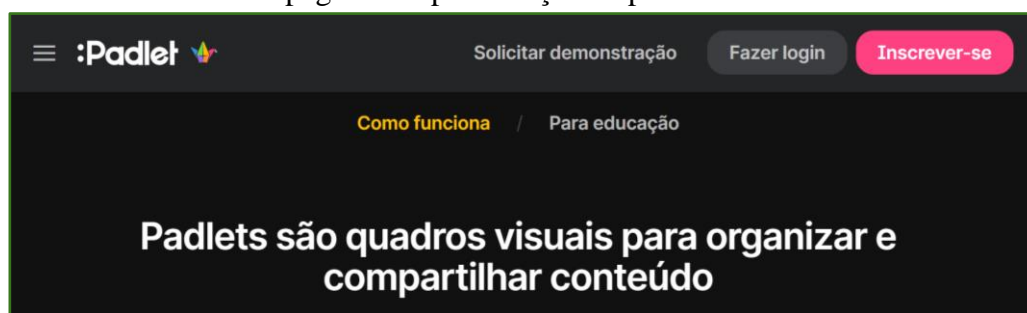 :Padlet
Solicitar demonstração
Fazer login
Inscrever-se
Como funciona / Para educação
Padlets são quadros visuais para organizar e
compartilhar conteúdo